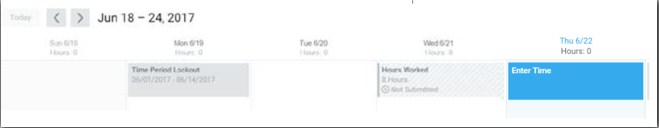 Today < > Jun 18 – 24, 2017
Sun 6/18 Mon 6/19 Tue 6/20 Wed 6/21 Thu 6/22
Hours: 0 Hours: 0 Hours: 0 Hours: 8 Hours: 0
Time Period Lockout Hours Worked Enter Time
06/01/2017 - 06/14/2017 8 Hours
Not Submitted